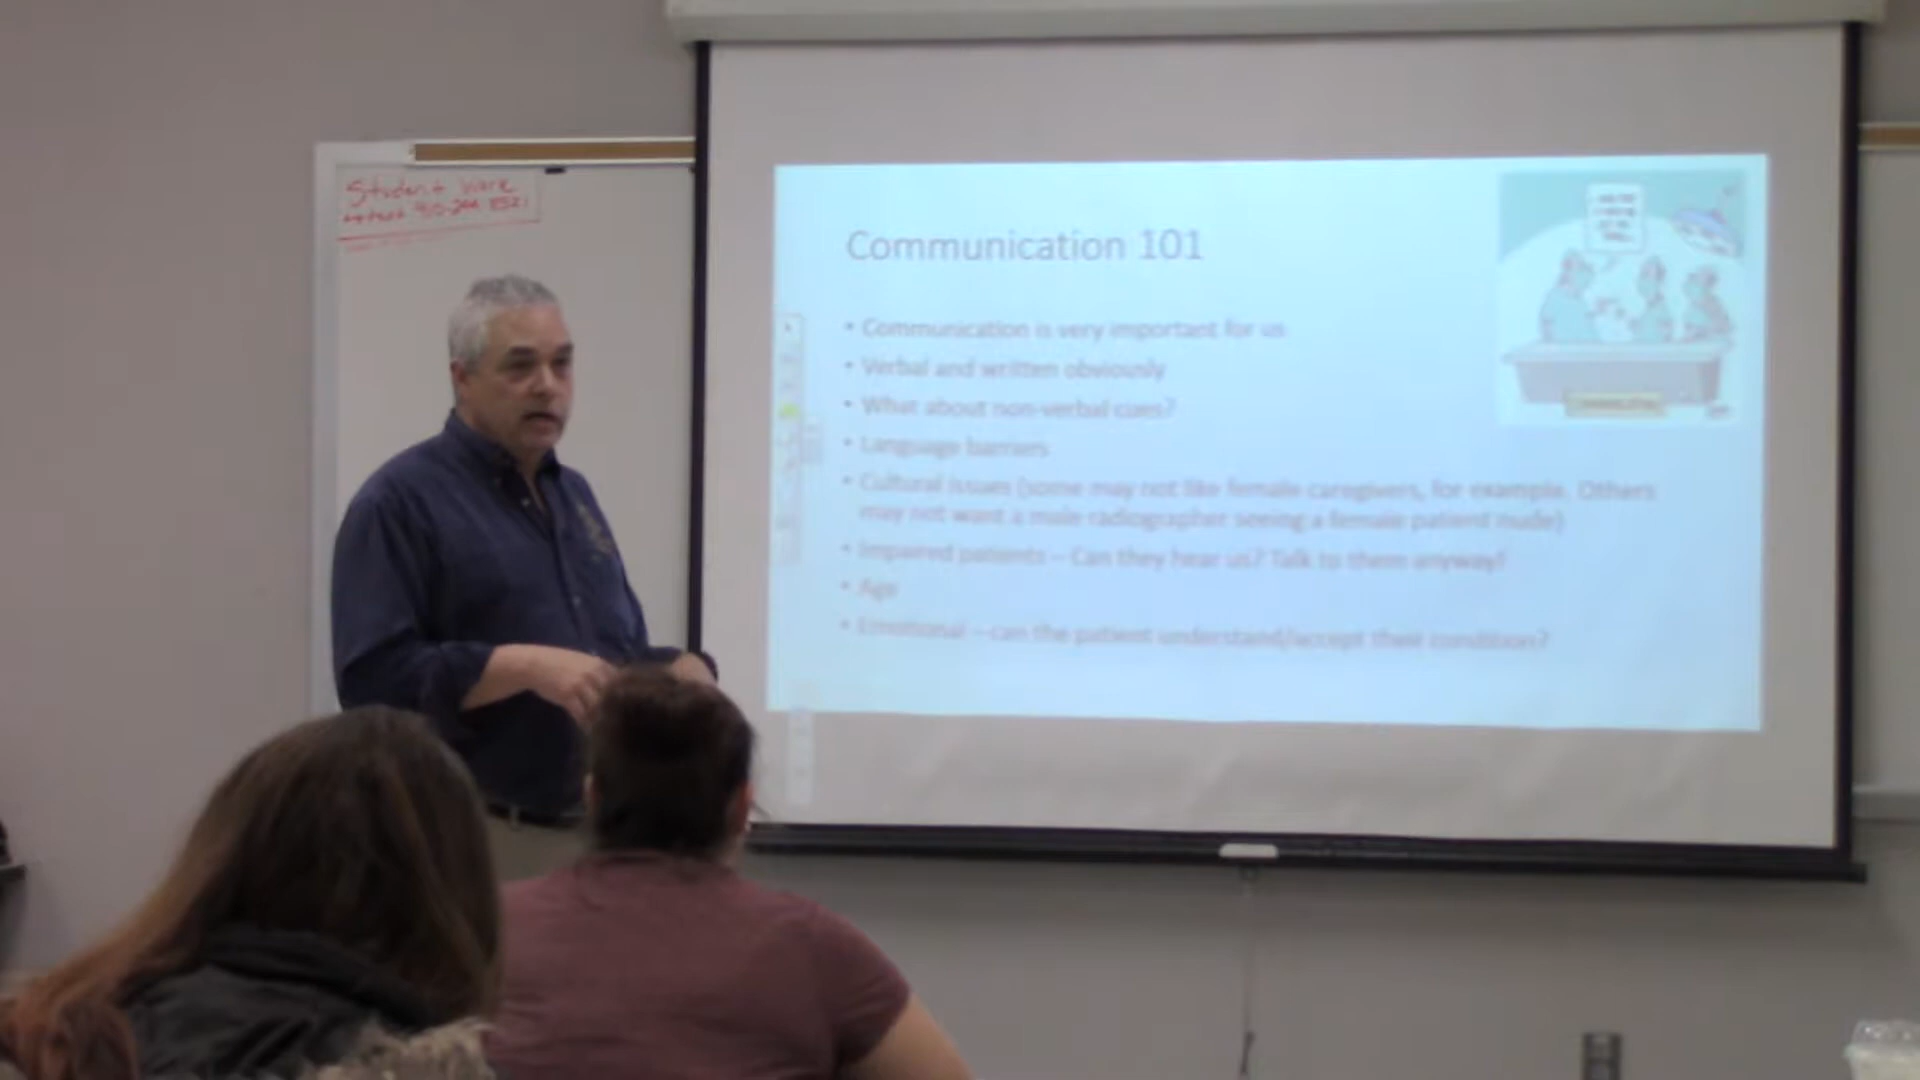 Student Work
Communication 101
• Communication is very important for us
• Verbal and written obviously
• What about non-verbal cues?
• Language barriers
• Cultural issues (some may not like female caregivers, for example. Others
may not want a male radiographer seeing a female patient nude)
• Impaired patients – Can they hear us? Talk to them anyway?
• Age
• Emotional – can the patient understand/accept their condition?